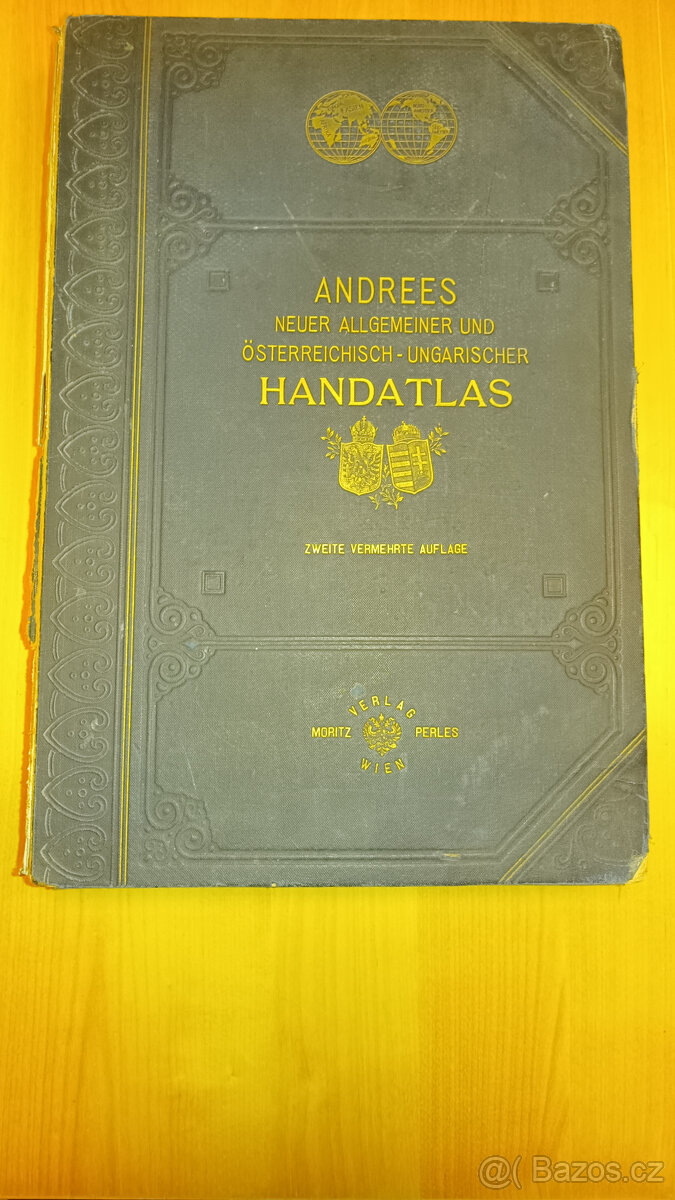 ANDREES
NEUER ALLGEMEINER UND
ÖSTERREICHISCH-UNGARISCHER
HANDATLAS
ZWEITE VERMEHRTE AUFLAGE
VERLAG
MORITZ PERLES
WIEN
@( Bazos.cz